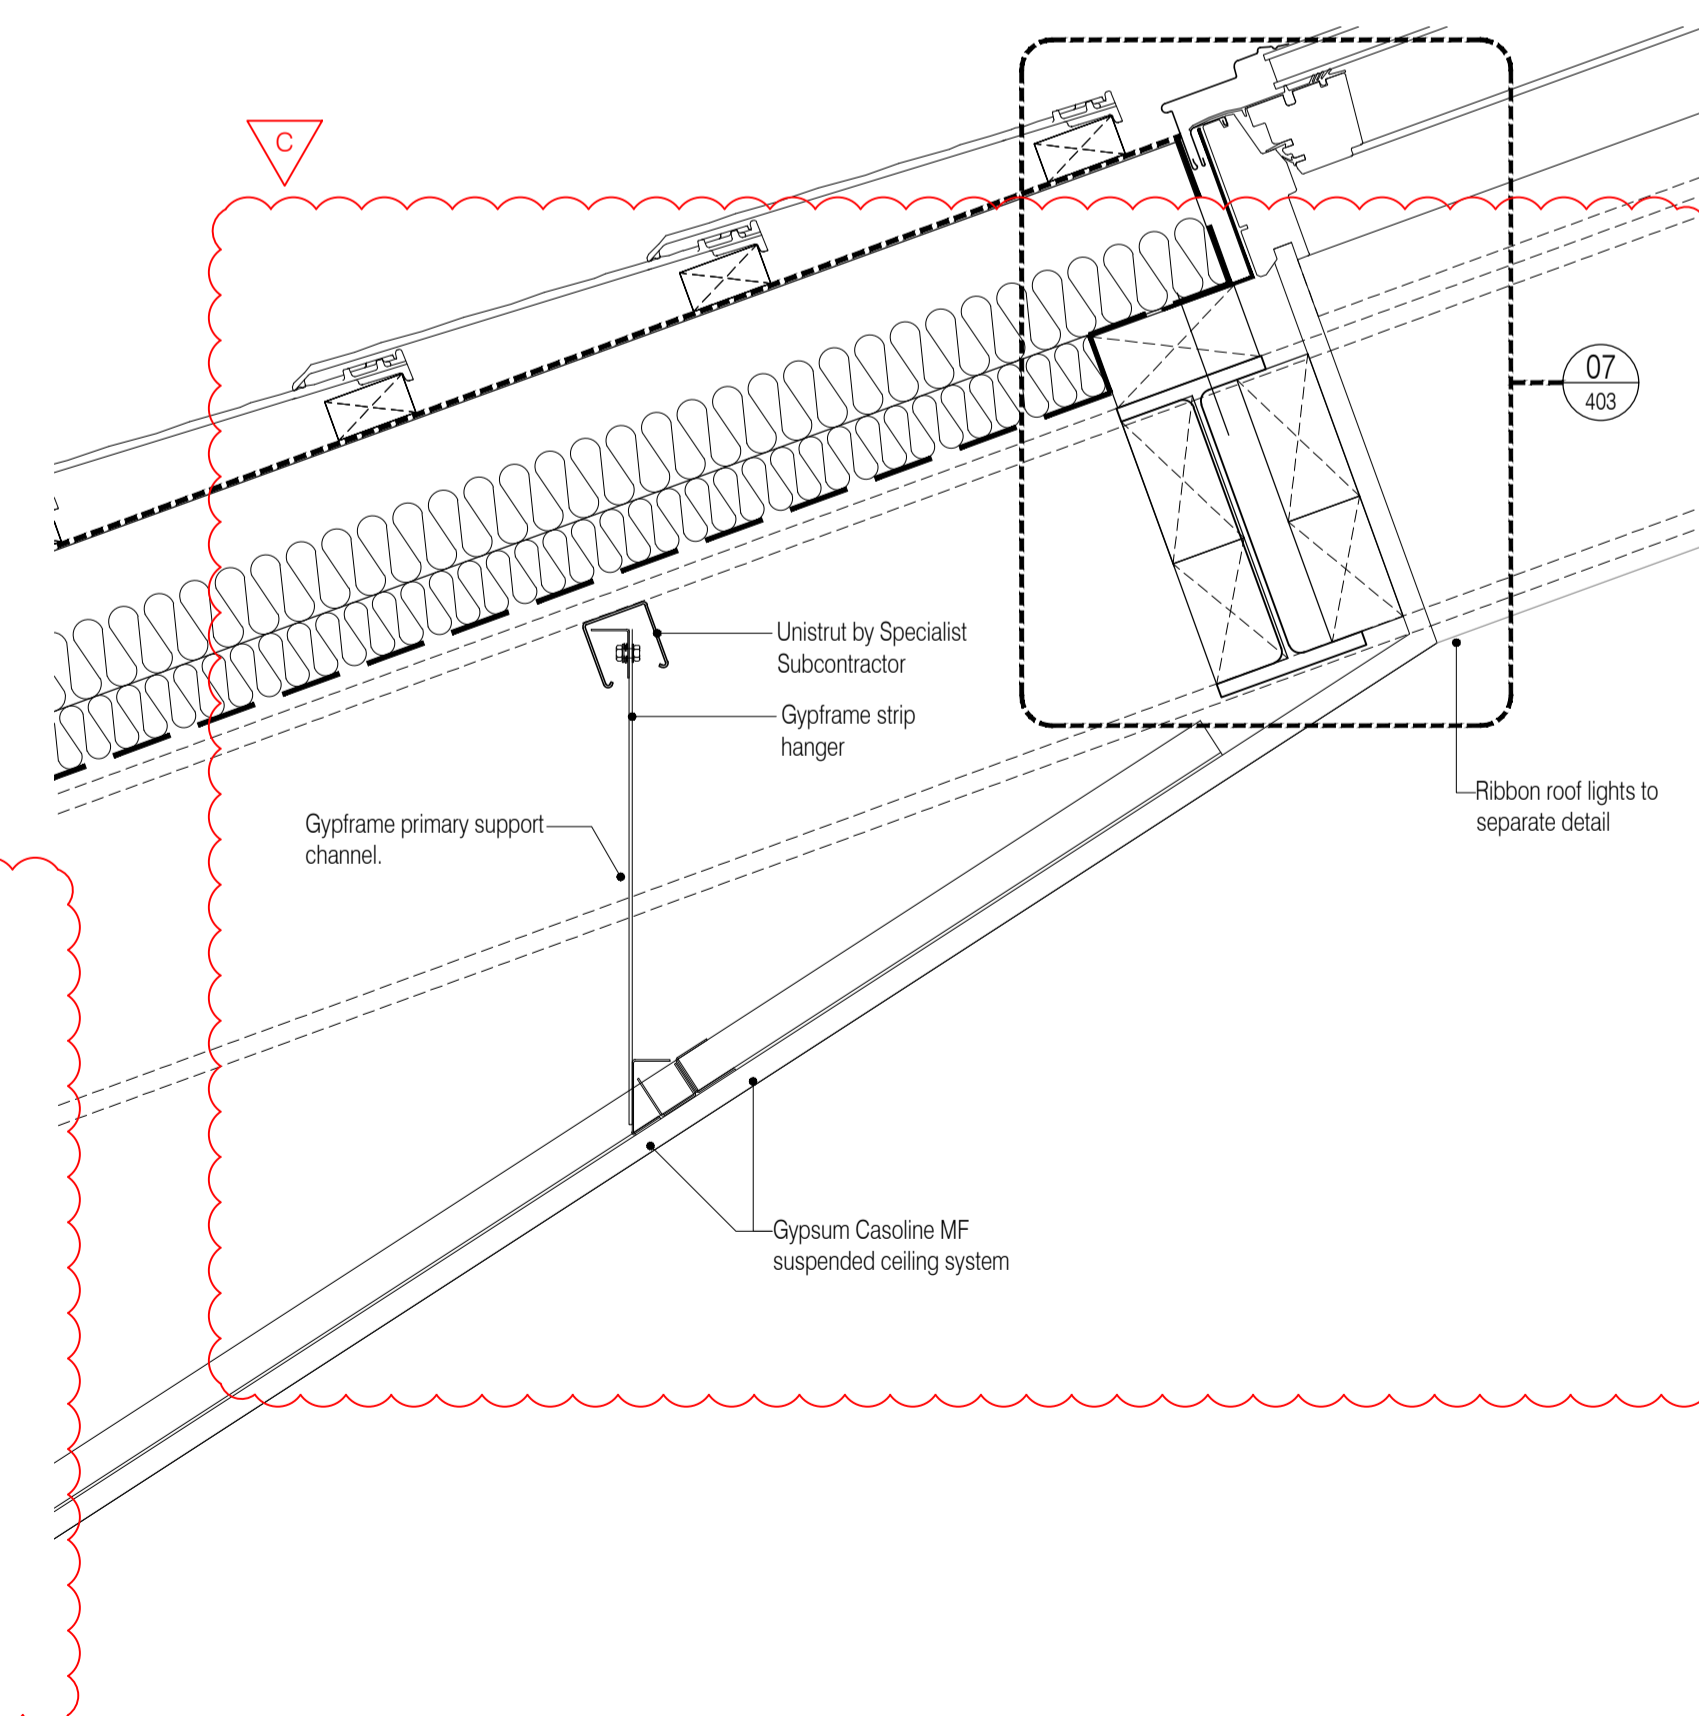 C
07
403
Unistrut by Specialist
Subcontractor
Gypframe strip
hanger
Ribbon roof lights to
separate detail
Gypframe primary support
channel.
Gypsum Casoline MF
suspended ceiling system